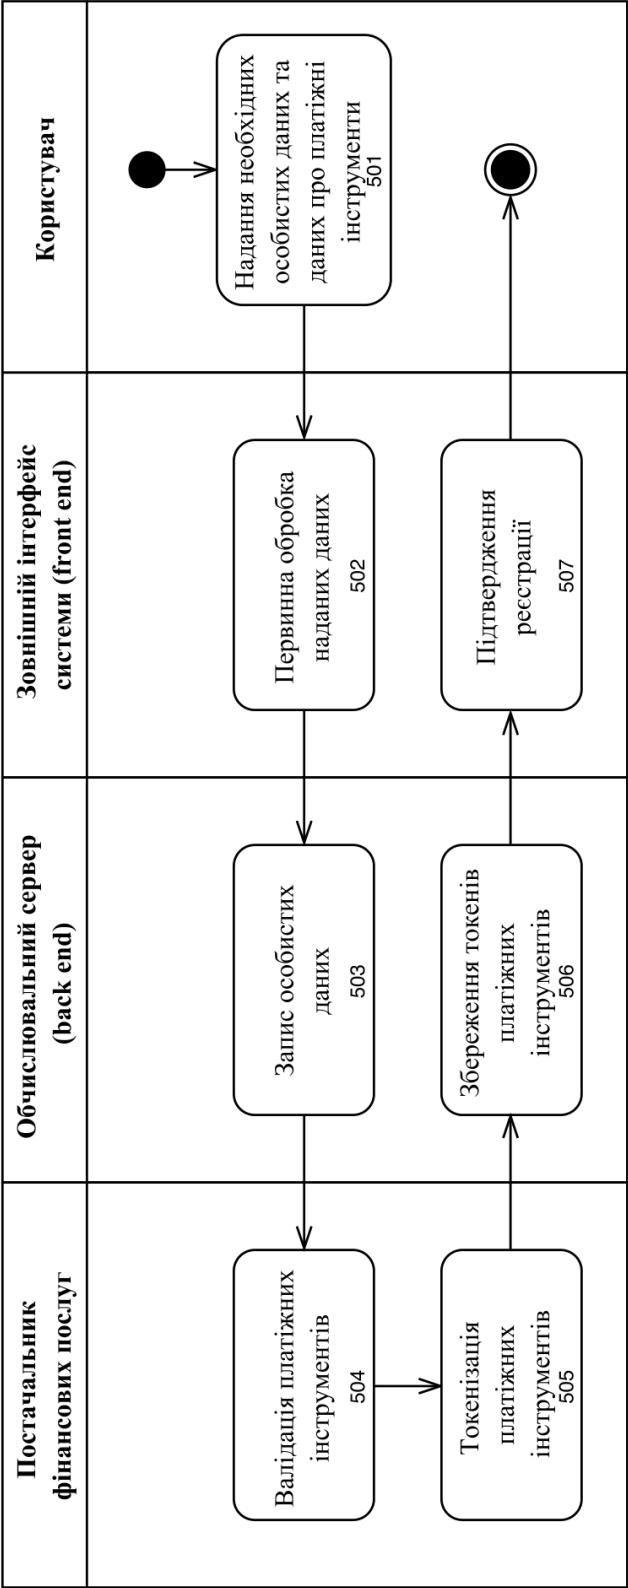 Постачальник
фінансових послуг
Обчислювальний сервер
(back end)
Зовнішній інтерфейс
системи (front end)
Користувач
Надання необхідних
особистих даних та
даних про платіжні
інструменти
501
Первинна обробка
наданих даних
502
Запис особистих
даних
503
Валідація платіжних
інструментів
504
Токенізація
платіжних
інструментів
505
Збереження токенів
платіжних
інструментів
506
Підтвердження
реєстрації
507